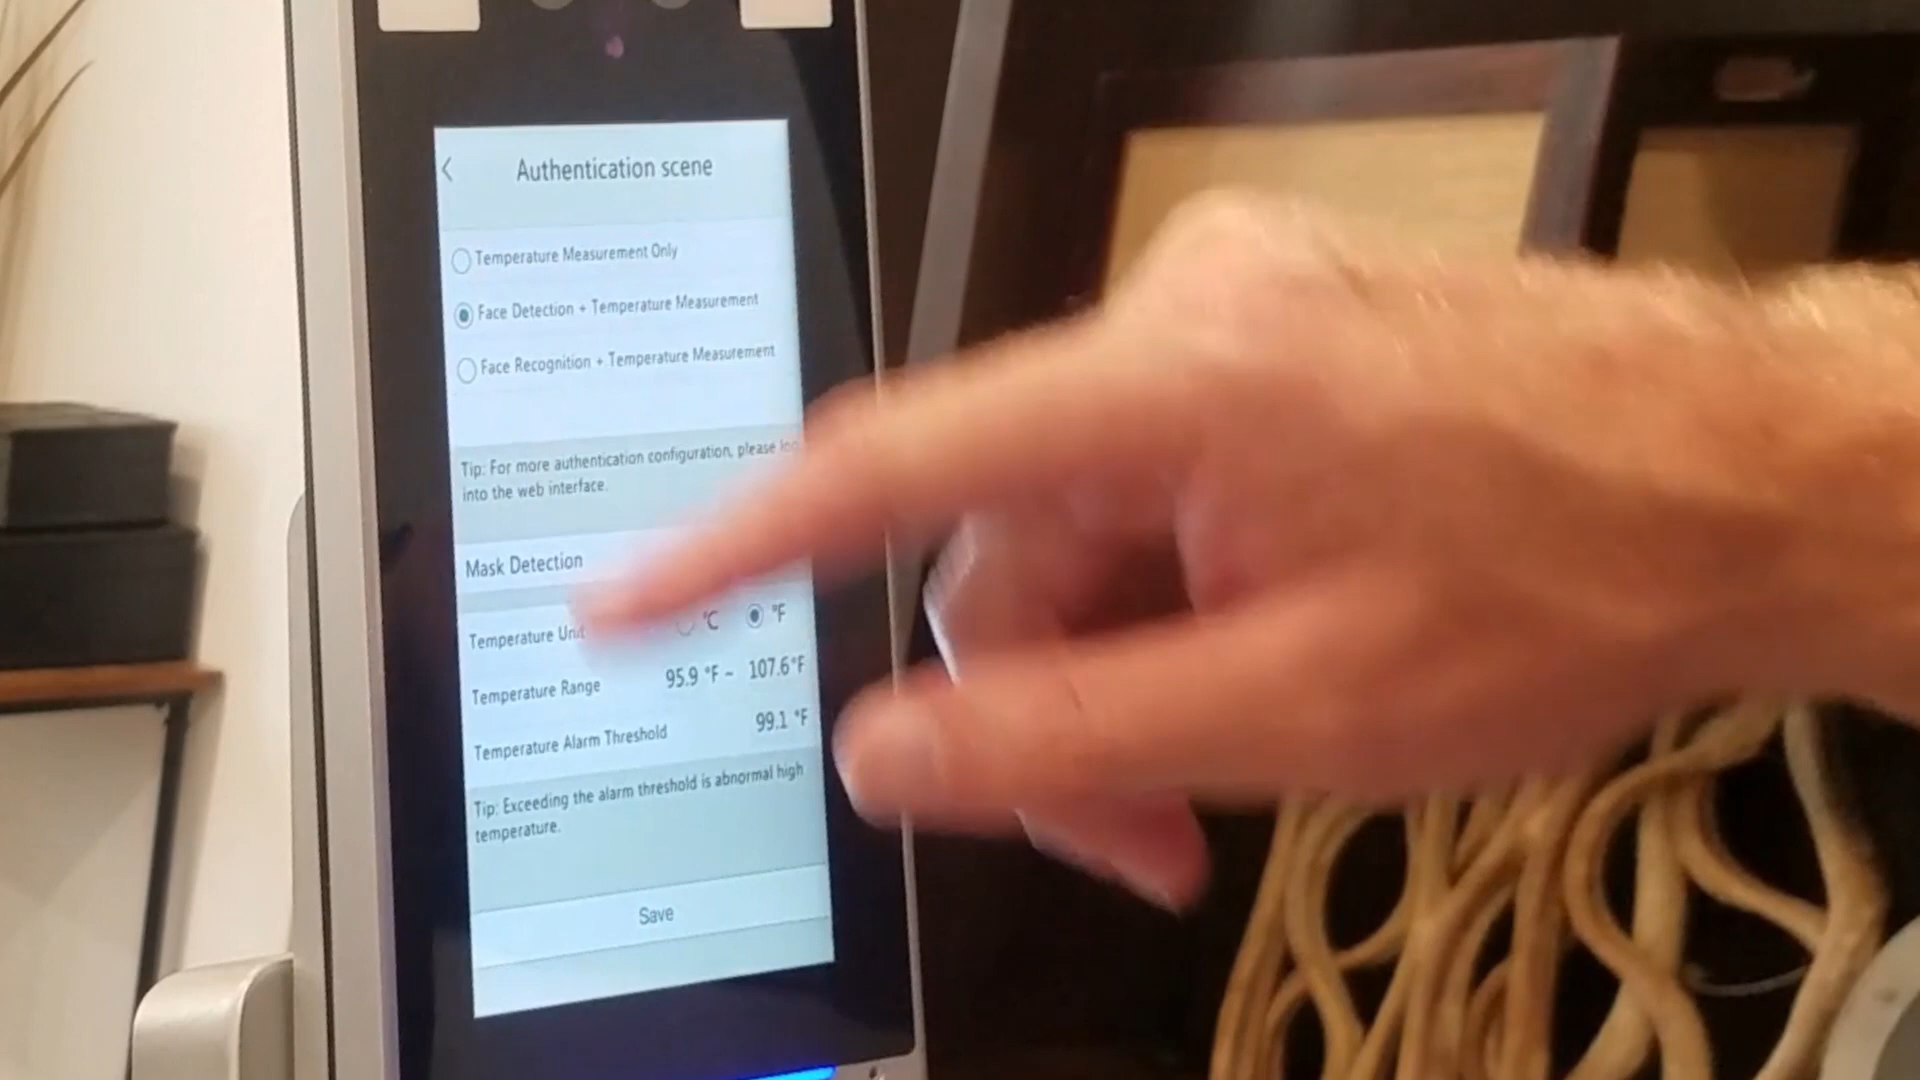 Authentication scene
Temperature Measurement Only
Face Detection + Temperature Measurement
Face Recognition + Temperature Measurement
Tip: For more authentication configuration, please
into the web interface.
Mask Detection
Temperature °C °F
Temperature Range 95.9 °F ~ 107.6°F
Temperature Alarm Threshold 99.1 °F
Tip: Exceeding the alarm threshold is abnormal high
temperature.
Save